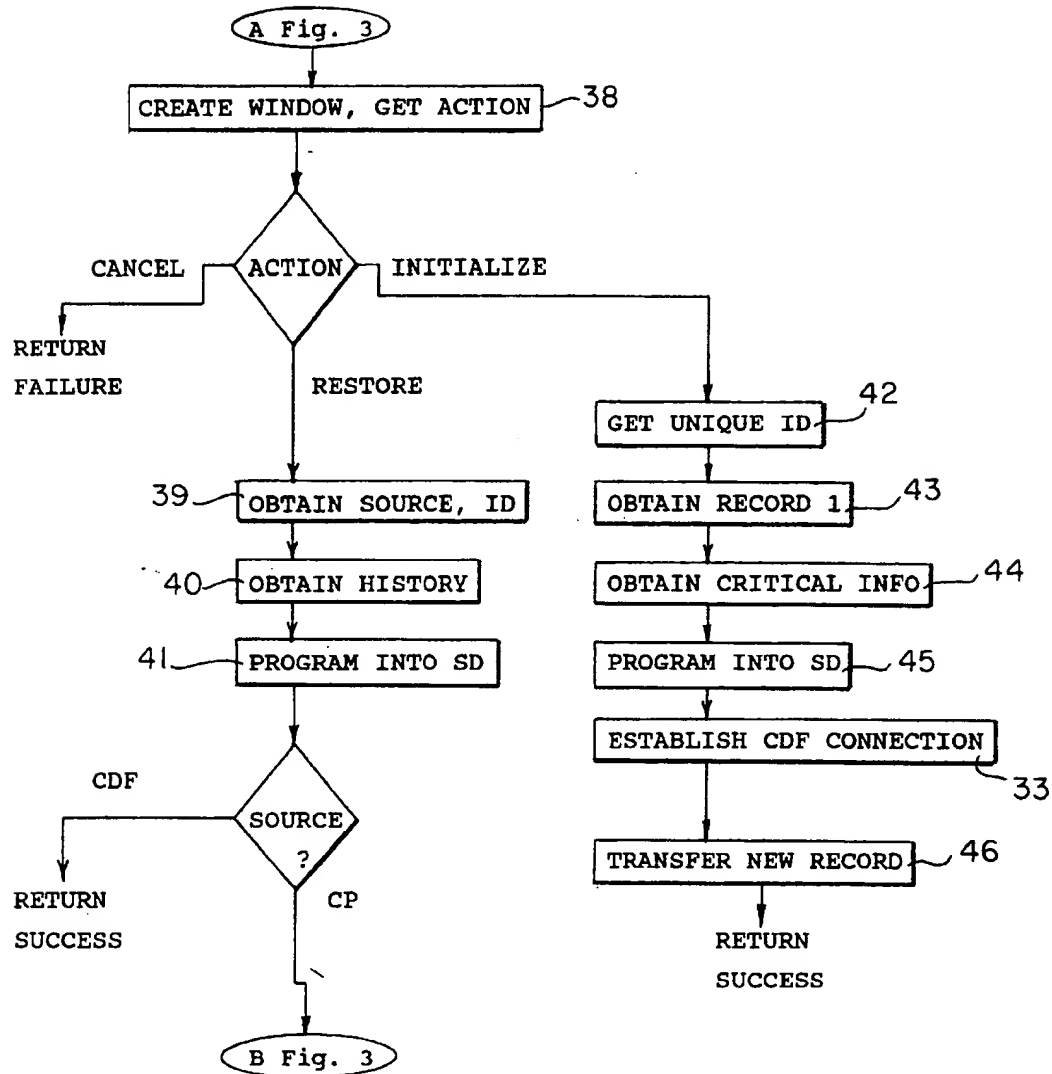 A Fig. 3
CREATE WINDOW, GET ACTION
38
ACTION
CANCEL
INITIALIZE
RETURN
FAILURE
RESTORE
39
OBTAIN SOURCE, ID
40
OBTAIN HISTORY
41
PROGRAM INTO SD
SOURCE
?
CDF
RETURN
SUCCESS
CP
B Fig. 3
GET UNIQUE ID
42
OBTAIN RECORD 1
43
OBTAIN CRITICAL INFO
44
PROGRAM INTO SD
45
ESTABLISH CDF CONNECTION
33
TRANSFER NEW RECORD
46
RETURN
SUCCESS